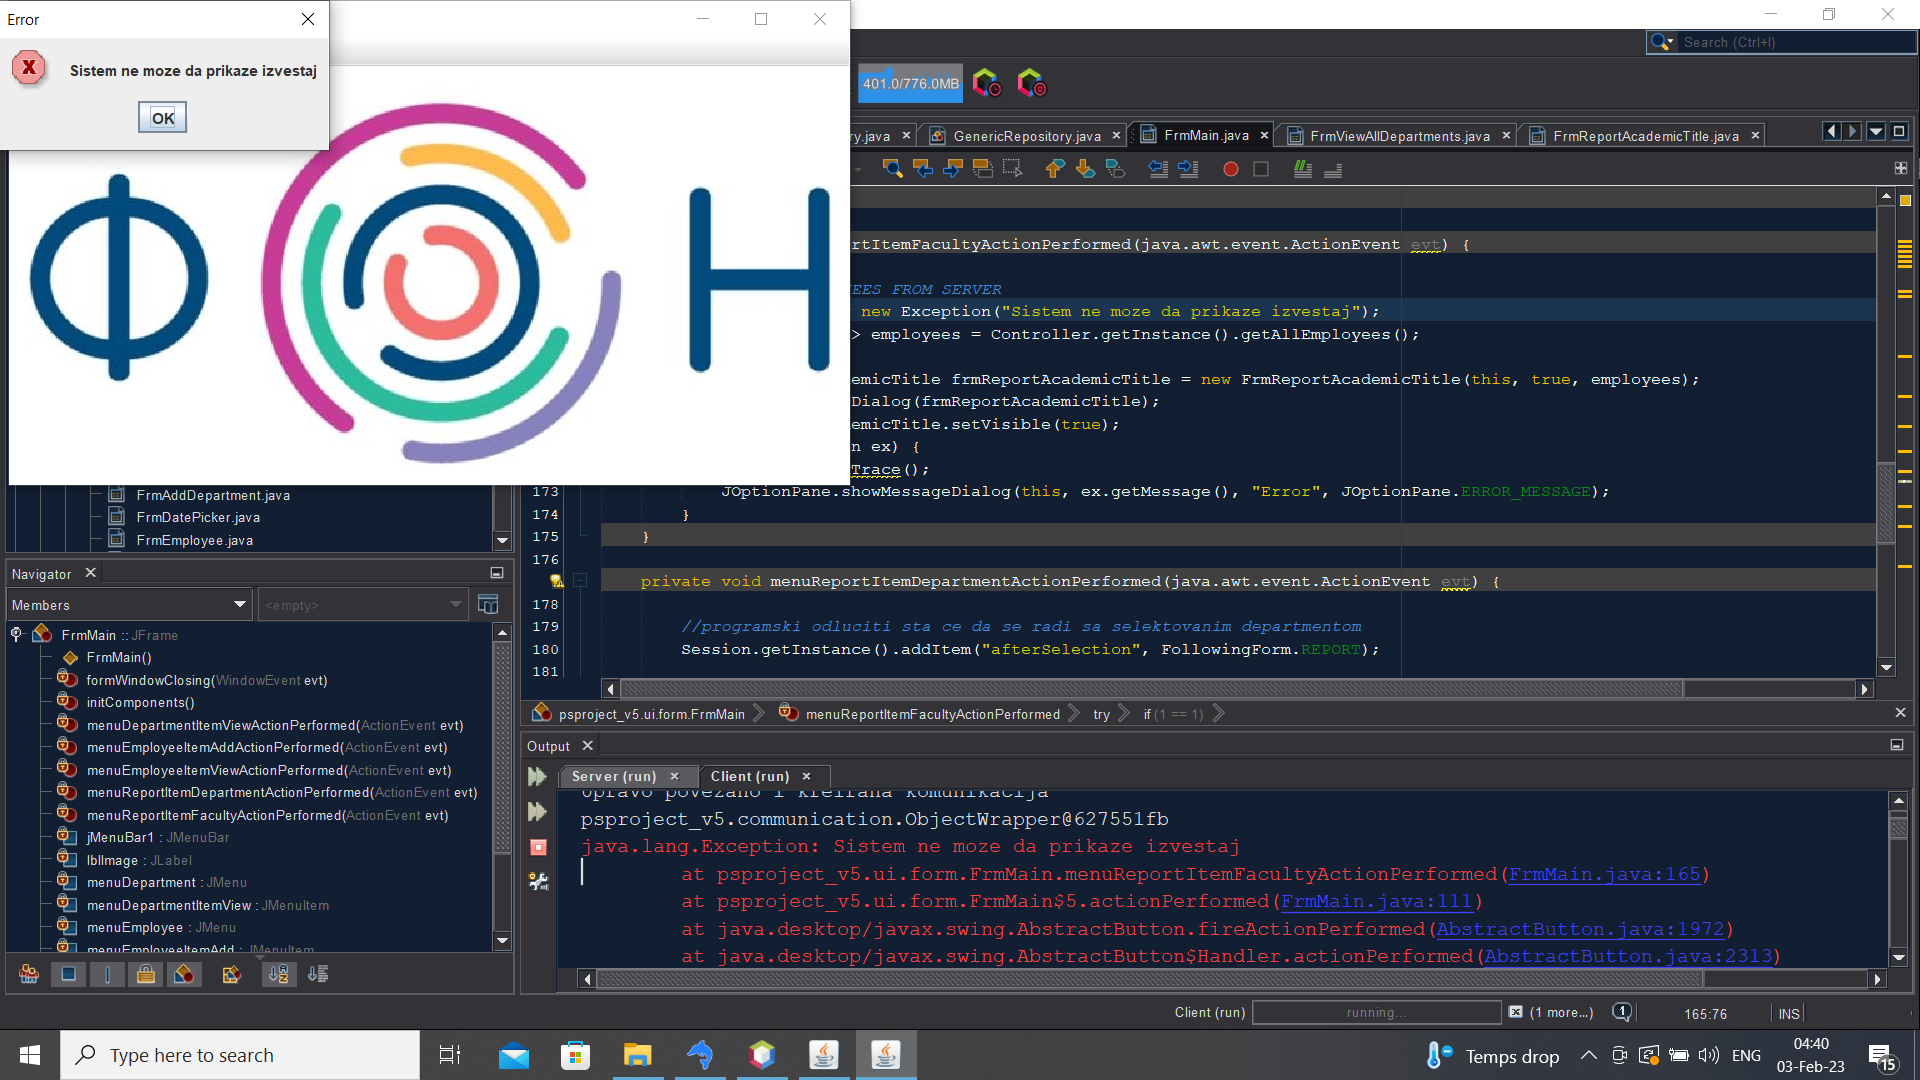 Error
Sistem ne moze da prikaze izvestaj
OK
Ф Н
Search (Ctrl+I)
401.0/776.0MB
ry.java
GenericRepository.java
FrmMain.java
FrmViewAllDepartments.java
FrmReportAcademicTitle.java
rtItemFacultyActionPerformed(java.awt.event.ActionEvent evt) {
EES FROM SERVER
new Exception("Sistem ne moze da prikaze izvestaj");
> employees = Controller.getInstance().getAllEmployees();
demicTitle frmReportAcademicTitle = new FrmReportAcademicTitle(this, true, employees);
Dialog(frmReportAcademicTitle);
emicTitle.setVisible(true);
n ex) {
Trace();
173 JOptionPane.showMessageDialog(this, ex.getMessage(), "Error", JOptionPane.ERROR_MESSAGE);
174 }
175 }
176
private void menuReportItemDepartmentActionPerformed(java.awt.event.ActionEvent evt) {
178
179 //programski odluciti sta ce da se radi sa selektovanim departmentom
180 Session.getInstance().addItem("afterSelection", FollowingForm.REPORT);
181
psproject_v5.ui.form.FrmMain menuReportItemFacultyActionPerformed try if (1 == 1)
FrmAddDepartment.java
FrmDatePicker.java
FrmEmployee.java
Navigator
Members
<empty>
FrmMain :: JFrame
FrmMain()
formWindowClosing(WindowEvent evt)
initComponents()
menuDepartmentItemViewActionPerformed(ActionEvent evt)
menuEmployeeItemAddActionPerformed(ActionEvent evt)
menuEmployeeItemViewActionPerformed(ActionEvent evt)
menuReportItemDepartmentActionPerformed(ActionEvent evt)
menuReportItemFacultyActionPerformed(ActionEvent evt)
jMenuBar1 : JMenuBar
lblImage : JLabel
menuDepartment : JMenu
menuDepartmentItemView : JMenuItem
menuEmployee : JMenu
menuEmployeeItemAdd : JMenuItem
Output
Server (run)
Client (run)
Upravo povezano i kreirana komunikacija
psproject_v5.communication.ObjectWrapper@627551fb
java.lang.Exception: Sistem ne moze da prikaze izvestaj
at psproject_v5.ui.form.FrmMain.menuReportItemFacultyActionPerformed(FrmMain.java:165)
at psproject_v5.ui.form.FrmMain$5.actionPerformed(FrmMain.java:111)
at java.desktop/javax.swing.AbstractButton.fireActionPerformed(AbstractButton.java:1972)
at java.desktop/javax.swing.AbstractButton$Handler.actionPerformed(AbstractButton.java:2313)
Client (run)
running...
(1 more...)
1
165:76
INS
Type here to search
Temps drop
ENG
04:40
03-Feb-23
15